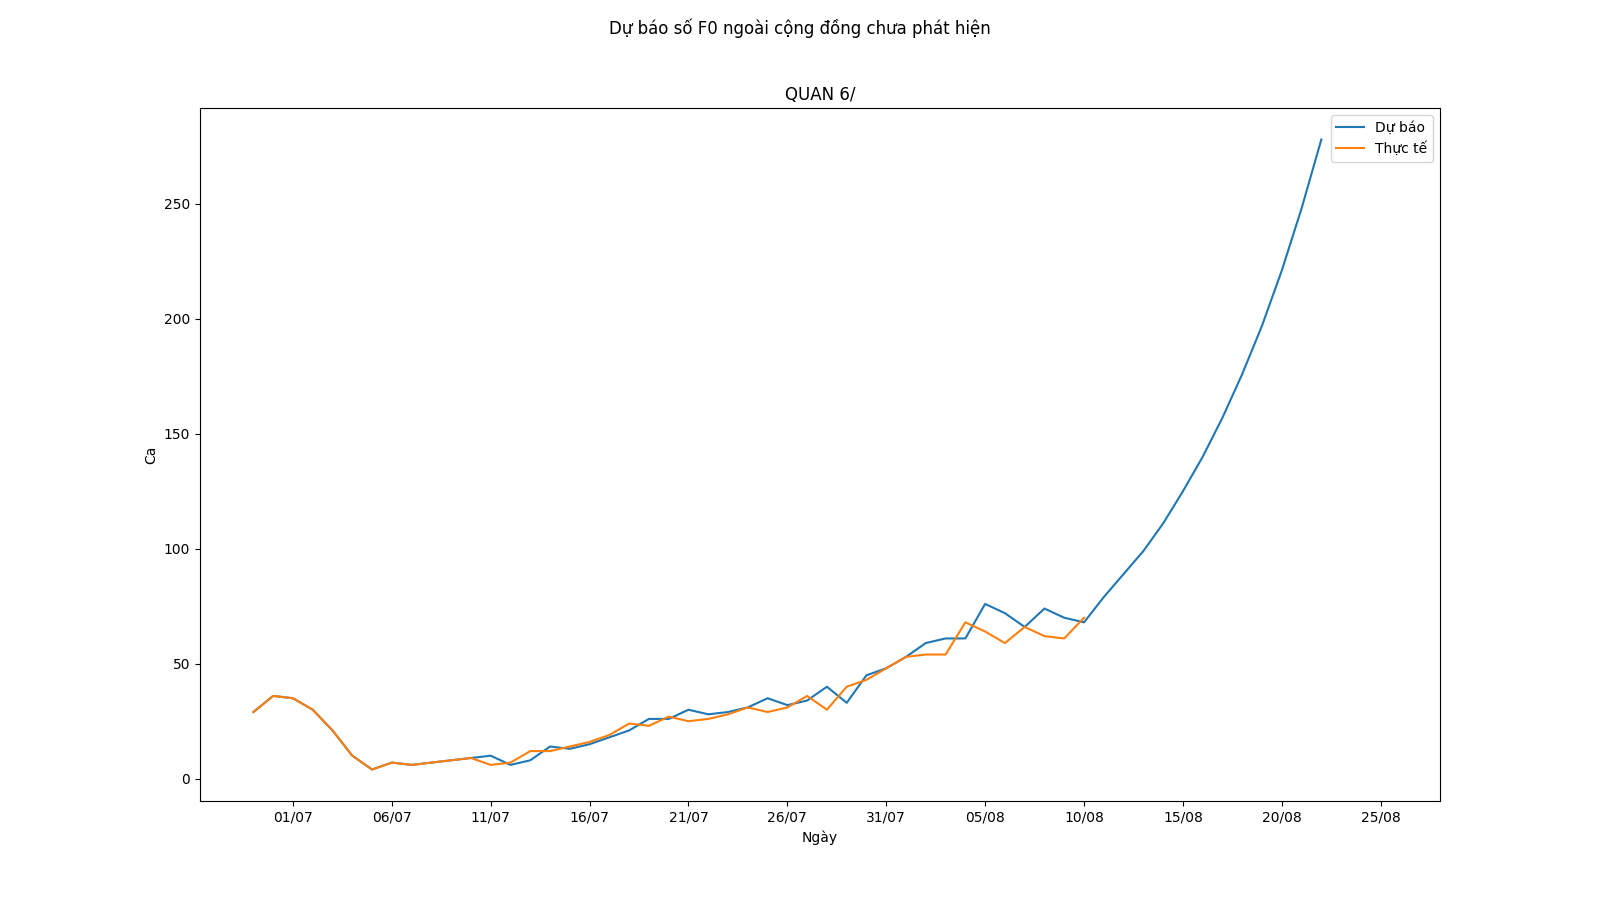 Dự báo số F0 ngoài cộng đồng chưa phát hiện
QUAN 6/
Dự báo
Thực tế
250
200
150
100
50
0
Ca
01/07 06/07 11/07 16/07 21/07 26/07 31/07 05/08 10/08 15/08 20/08 25/08
Ngày